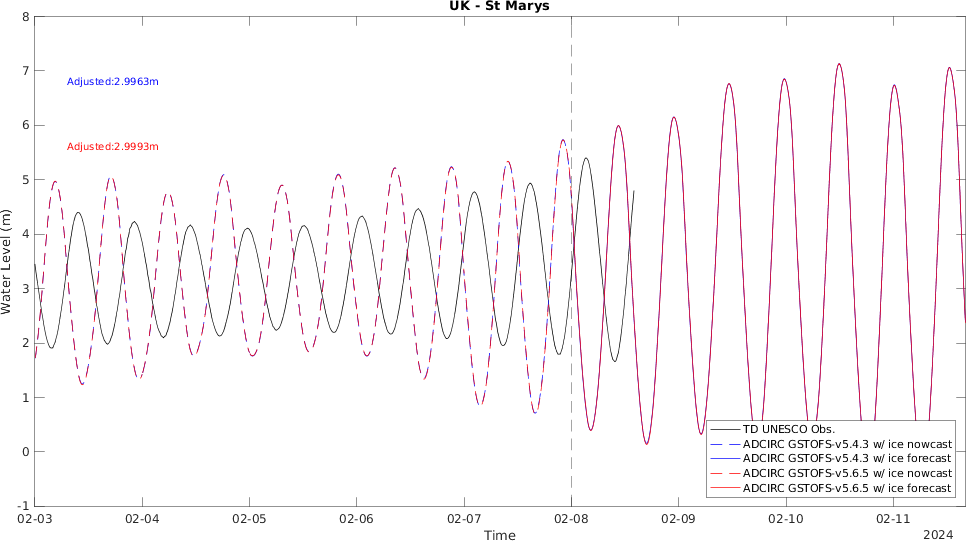 UK - St Marys
8
7
Adjusted:2.9963m
6
Adjusted:2.9993m
5
4
Water Level (m)
3
2
1
0
-1
TD UNESCO Obs.
ADCIRC GSTOFS-v5.4.3 w/ ice nowcast
ADCIRC GSTOFS-v5.4.3 w/ ice forecast
ADCIRC GSTOFS-v5.6.5 w/ ice nowcast
ADCIRC GSTOFS-v5.6.5 w/ ice forecast
02-03 02-04 02-05 02-06 02-07 02-08 02-09 02-10 02-11
Time
2024